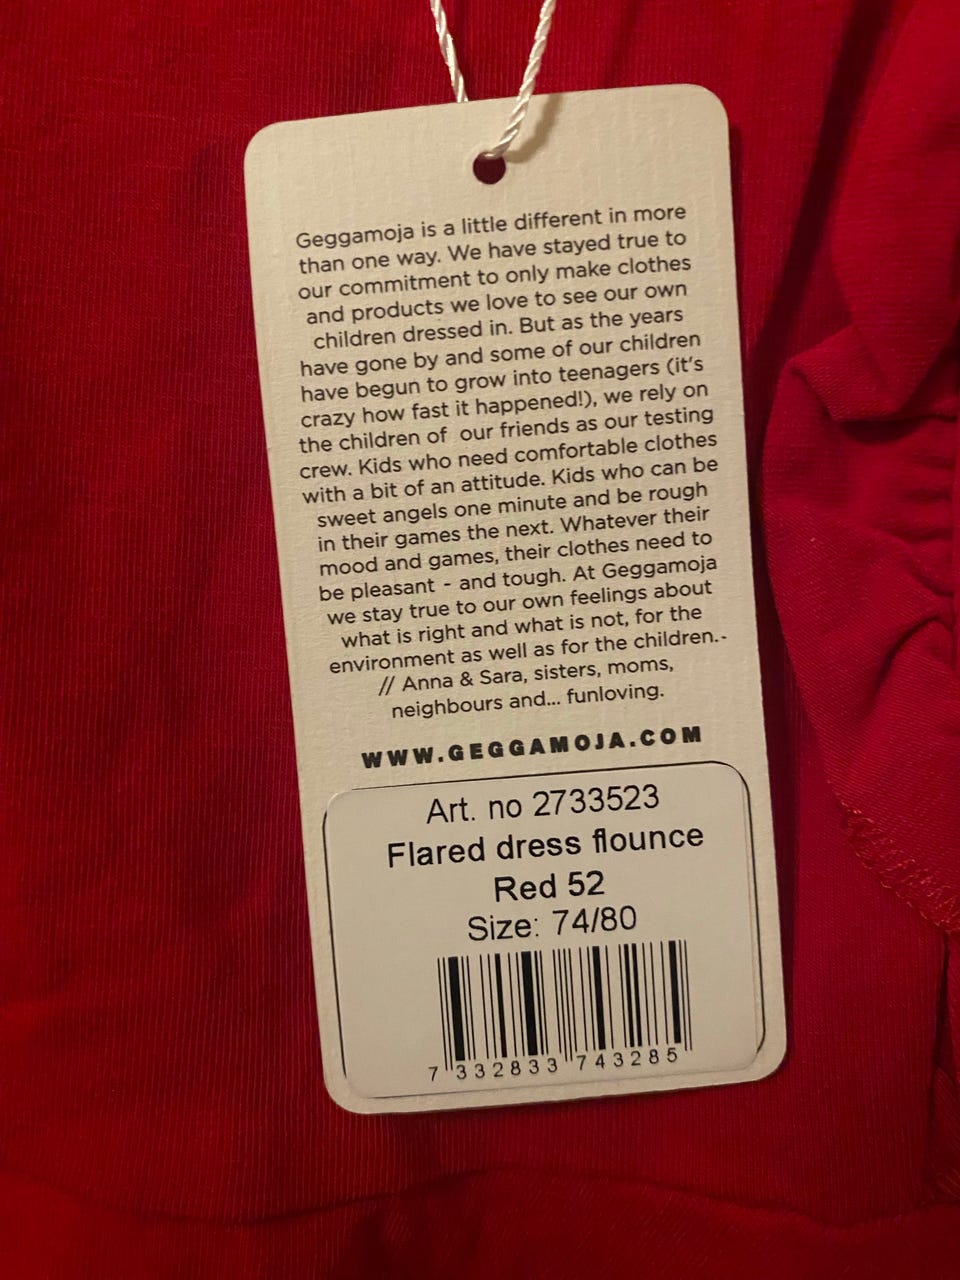 Geggamoja is a little different in more
than one way. We have stayed true to
our commitment to only make clothes
and products we love to see our own
children dressed in. But as the years
have gone by and some of our children
have begun to grow into teenagers (it's
crazy how fast it happened!), we rely on
the children of our friends as our testing
crew. Kids who need comfortable clothes
with a bit of an attitude. Kids who can be
sweet angels one minute and be rough
in their games the next. Whatever their
mood and games, their clothes need to
be pleasant - and tough. At Geggamoja
we stay true to our own feelings about
what is right and what is not, for the
environment as well as for the children.-
// Anna & Sara, sisters, moms,
neighbours and... funloving.
WWW.GEGGAMOJA.COM
Art. no 2733523
Flared dress flounce
Red 52
Size: 74/80
7 332833 743285